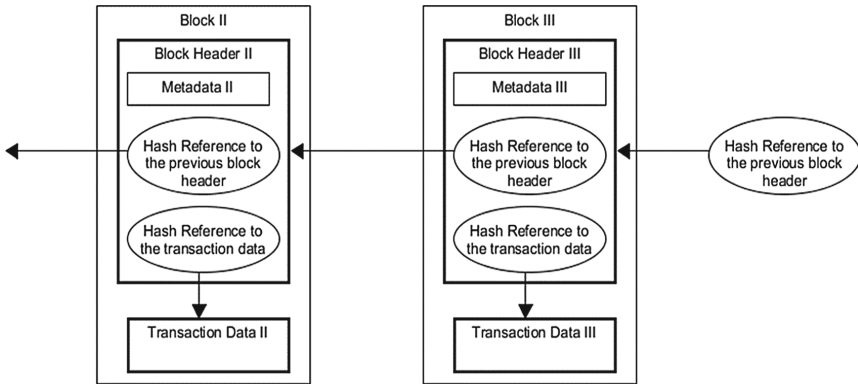 Block II
Block Header II
Metadata II
Hash Reference to
the previous block
header
Hash Reference to
the transaction data
Transaction Data II
Block III
Block Header III
Metadata III
Hash Reference to
the previous block
header
Hash Reference to
the transaction data
Transaction Data III
Hash Reference to
the previous block
header